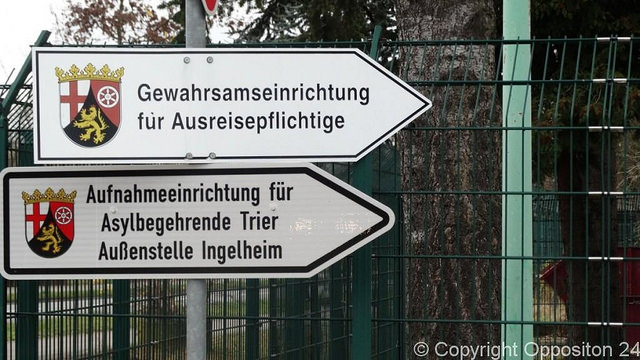 Gewahrsamseinrichtung
für Ausreisepflichtige
Aufnahmeeinrichtung für
Asylbegehrende Trier
Außenstelle Ingelheim
© Copyright Oppositon 24